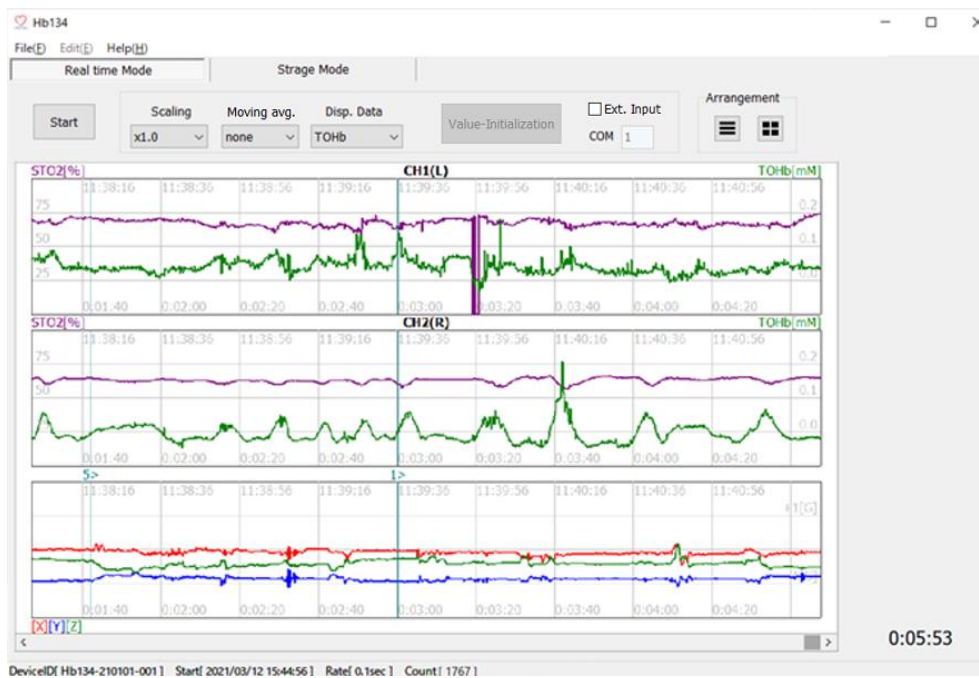 Hb134
File(F) Edit(E) Help(H)
Real time Mode Strage Mode
Start Scaling Moving avg. Disp. Data Value-Initialization Ext. Input Arrangement
x1.0 none TOHb COM 1
STO2[%] CH1(L) TOHb[mM]
11:38:16 11:38:36 11:38:56 11:39:16 11:39:36 11:39:56 11:40:16 11:40:36 11:40:56
75 0.2
50 0.1
25 0.0
0:01:40 0:02:00 0:02:20 0:02:40 0:03:00 0:03:20 0:03:40 0:04:00 0:04:20
STO2[%] CH2(R) TOHb[mM]
11:38:16 11:38:36 11:38:56 11:39:16 11:39:36 11:39:56 11:40:16 11:40:36 11:40:56
75 0.2
50 0.1
0.0
0:01:40 0:02:00 0:02:20 0:02:40 0:03:00 0:03:20 0:03:40 0:04:00 0:04:20
5> 1>
11:38:16 11:38:36 11:38:56 11:39:16 11:39:36 11:39:56 11:40:16 11:40:36 11:40:56
0:01:40 0:02:00 0:02:20 0:02:40 0:03:00 0:03:20 0:03:40 0:04:00 0:04:20
[X][Y][Z]
0:05:53
DeviceID[ Hb134-210101-001 ] Start[ 2021/03/12 15:44:56 ] Rate[ 0.1sec ] Count[ 1767 ]